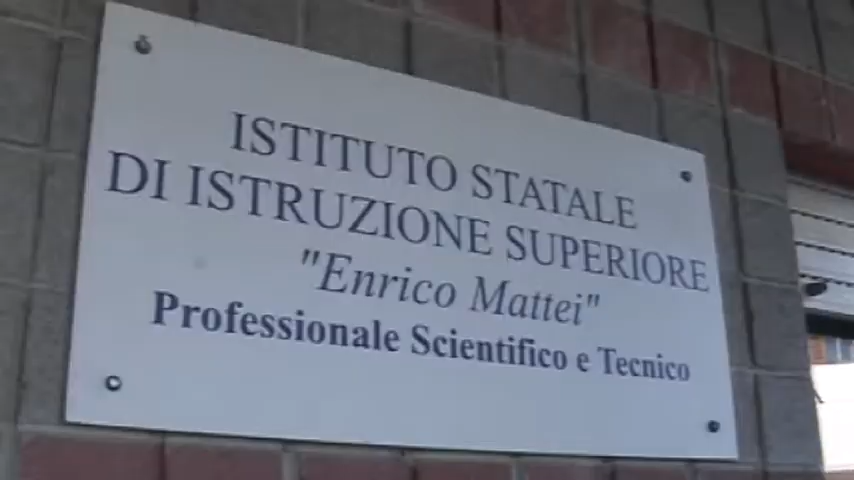 ISTITUTO STATALE
DI ISTRUZIONE SUPERIORE
"Enrico Mattei"
Professionale Scientifico e Tecnico